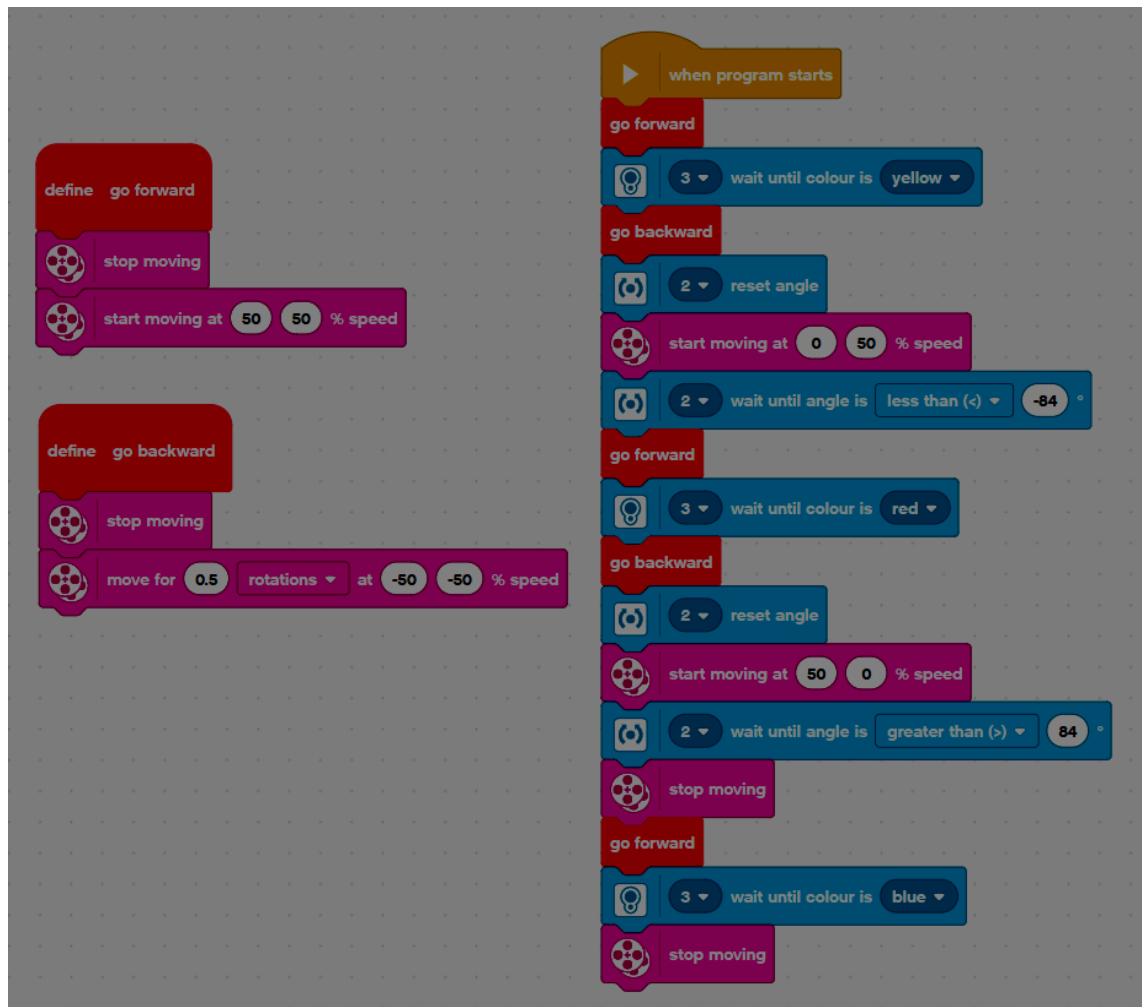 define go forward
stop moving
start moving at 50 50 % speed
define go backward
stop moving
move for 0.5 rotations at -50 -50 % speed
when program starts
go forward
3 wait until colour is yellow
go backward
2 reset angle
start moving at 0 50 % speed
2 wait until angle is less than (<) -84 °
go forward
3 wait until colour is red
go backward
2 reset angle
start moving at 50 0 % speed
2 wait until angle is greater than (>) 84 °
stop moving
go forward
3 wait until colour is blue
stop moving